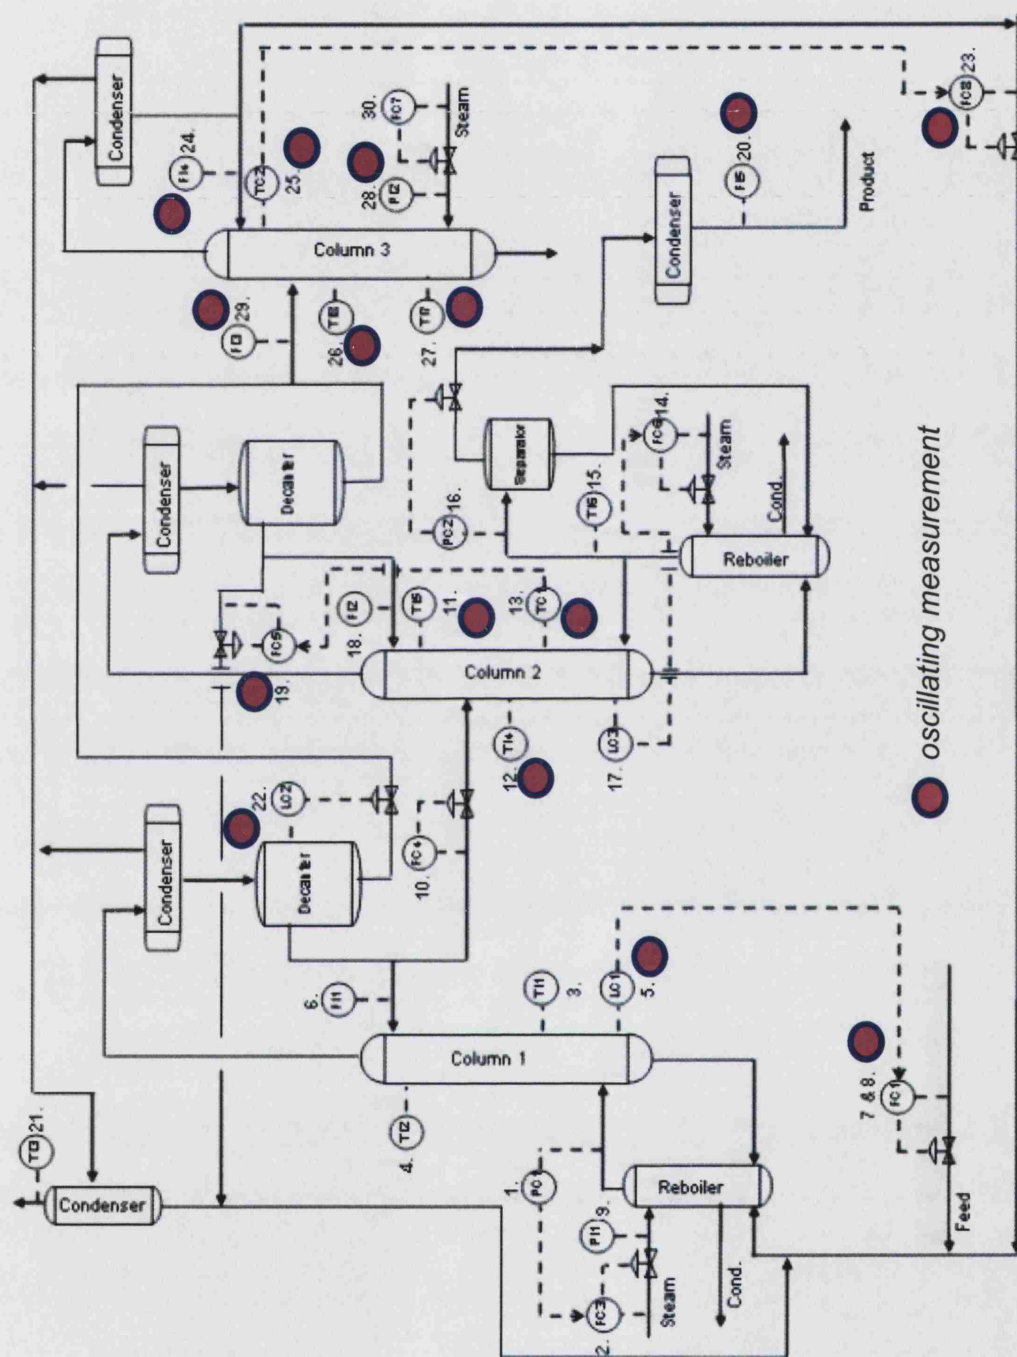 Condenser
FI4
24.
TC2
25.
30.
FC7
Steam
28.
PI2
FC8
23.
Condenser
FI5
20.
Product
Column 3
FI3
29.
TI8
26.
TI7
27.
Condenser
Decanter
Separator
FC6
14.
Steam
Cond.
PC2
16.
TI6
15.
Reboiler
FI2
18.
TI5
11.
13.
TC1
FC5
19.
Column 2
TI4
12.
LC3
17.
oscillating measurement
Condenser
22.
LC2
Decanter
FC4
10.
6.
FI1
TI1
3.
LC1
5.
Column 1
TI2
4.
7 & 8.
FC1
TI3
21.
Condenser
1.
PC1
Reboiler
PI1
9.
FC3
2.
Steam
Cond.
Feed